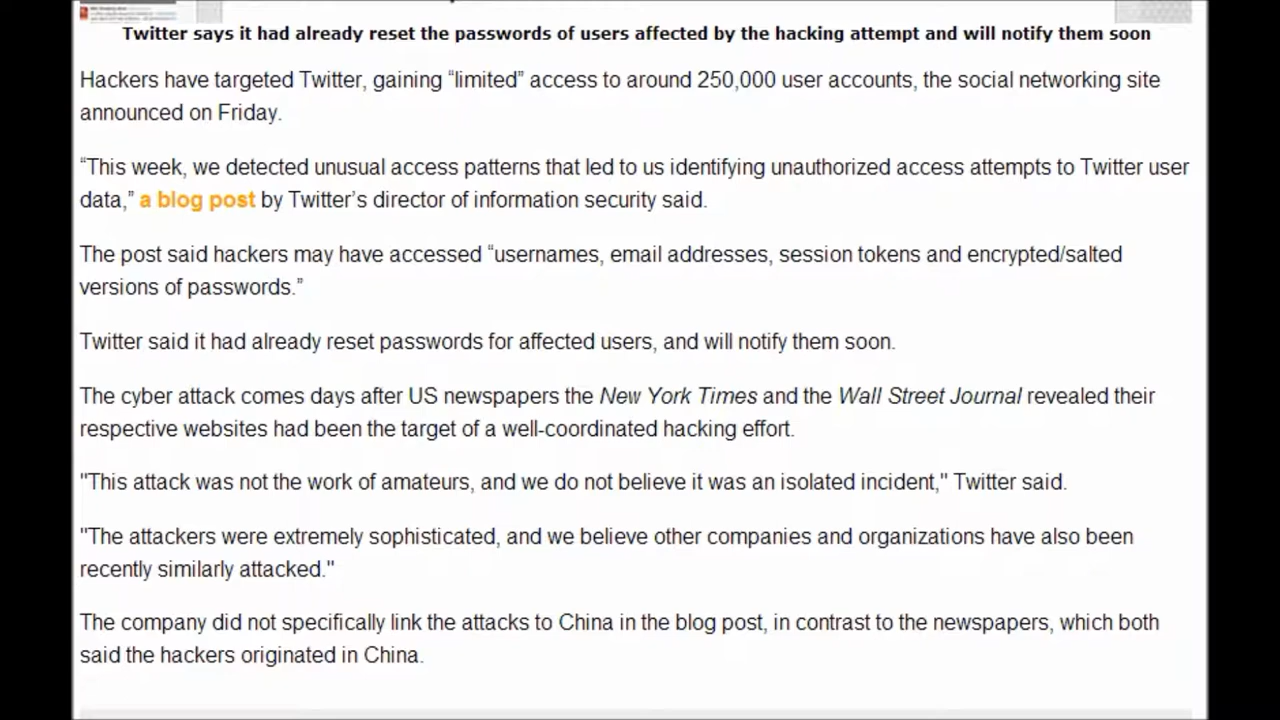 Twitter says it had already reset the passwords of users affected by the hacking attempt and will notify them soon
Hackers have targeted Twitter, gaining “limited” access to around 250,000 user accounts, the social networking site
announced on Friday.
“This week, we detected unusual access patterns that led to us identifying unauthorized access attempts to Twitter user
data,” a blog post by Twitter’s director of information security said.
The post said hackers may have accessed “usernames, email addresses, session tokens and encrypted/salted
versions of passwords.”
Twitter said it had already reset passwords for affected users, and will notify them soon.
The cyber attack comes days after US newspapers the New York Times and the Wall Street Journal revealed their
respective websites had been the target of a well-coordinated hacking effort.
"This attack was not the work of amateurs, and we do not believe it was an isolated incident," Twitter said.
"The attackers were extremely sophisticated, and we believe other companies and organizations have also been
recently similarly attacked."
The company did not specifically link the attacks to China in the blog post, in contrast to the newspapers, which both
said the hackers originated in China.